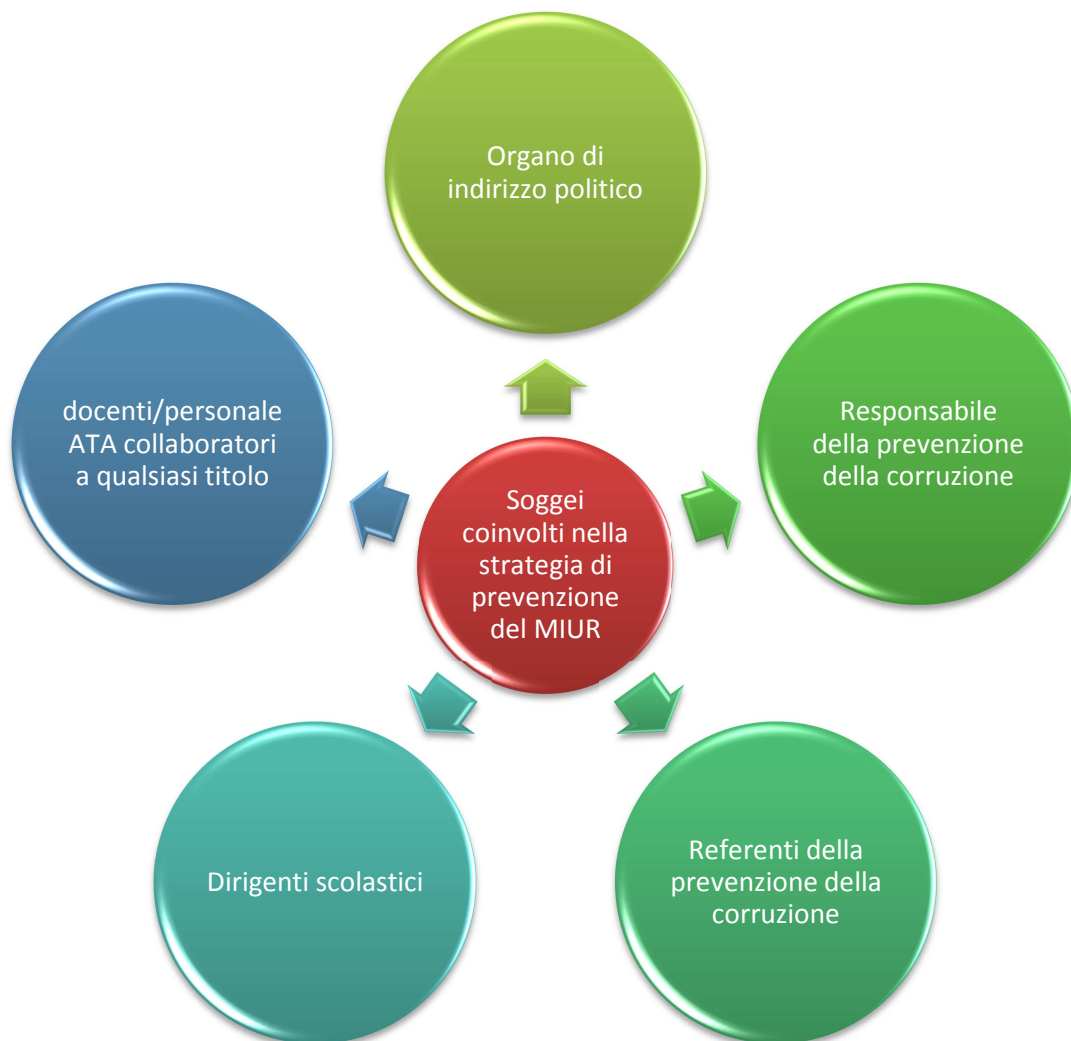 Organo di
indirizzo politico
docenti/personale
ATA collaboratori
a qualsiasi titolo
Responsabile
della prevenzione
della corruzione
Soggei
coinvolti nella
strategia di
prevenzione
del MIUR
Dirigenti scolastici
Referenti della
prevenzione della
corruzione